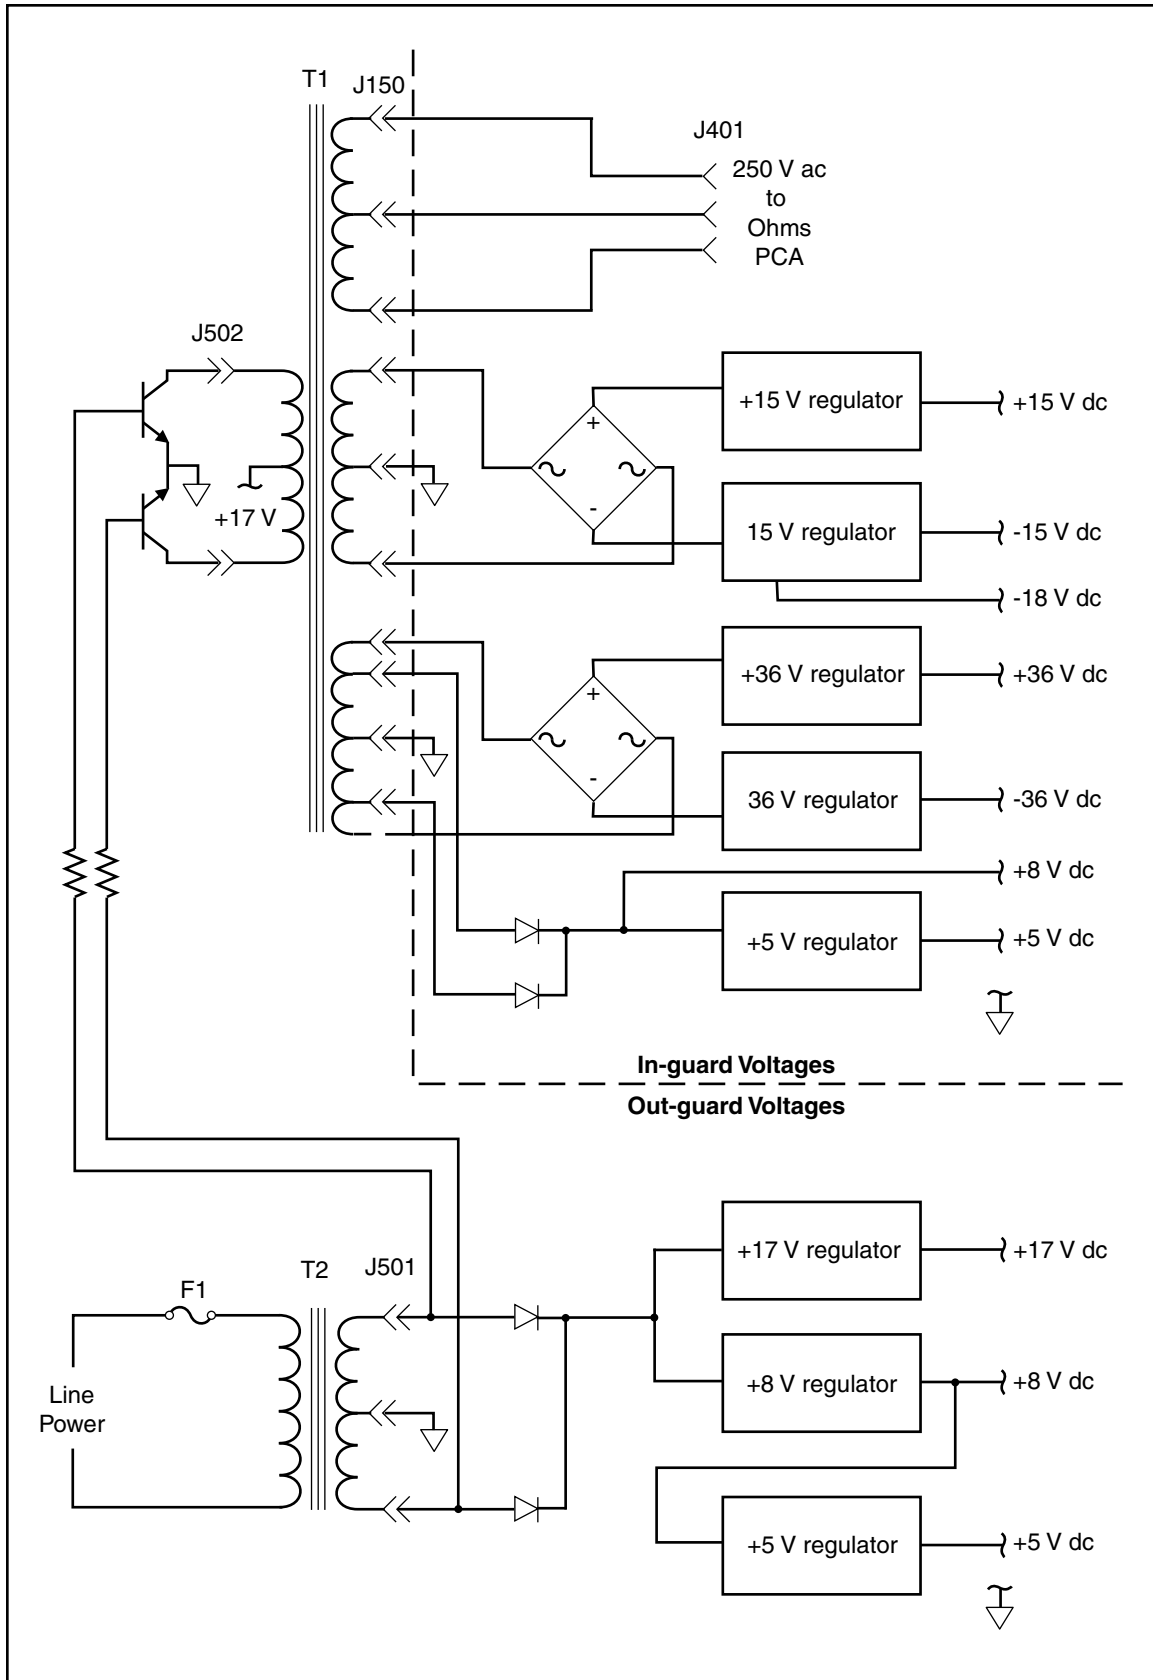 T1
J150
J401
250 V ac
to
Ohms
PCA
J502
+17 V
+
-
+15 V regulator
+15 V dc
15 V regulator
-15 V dc
-18 V dc
+
-
+36 V regulator
+36 V dc
36 V regulator
-36 V dc
+8 V dc
+5 V regulator
+5 V dc
In-guard Voltages
Out-guard Voltages
F1
T2
J501
Line
Power
+17 V regulator
+17 V dc
+8 V regulator
+8 V dc
+5 V regulator
+5 V dc